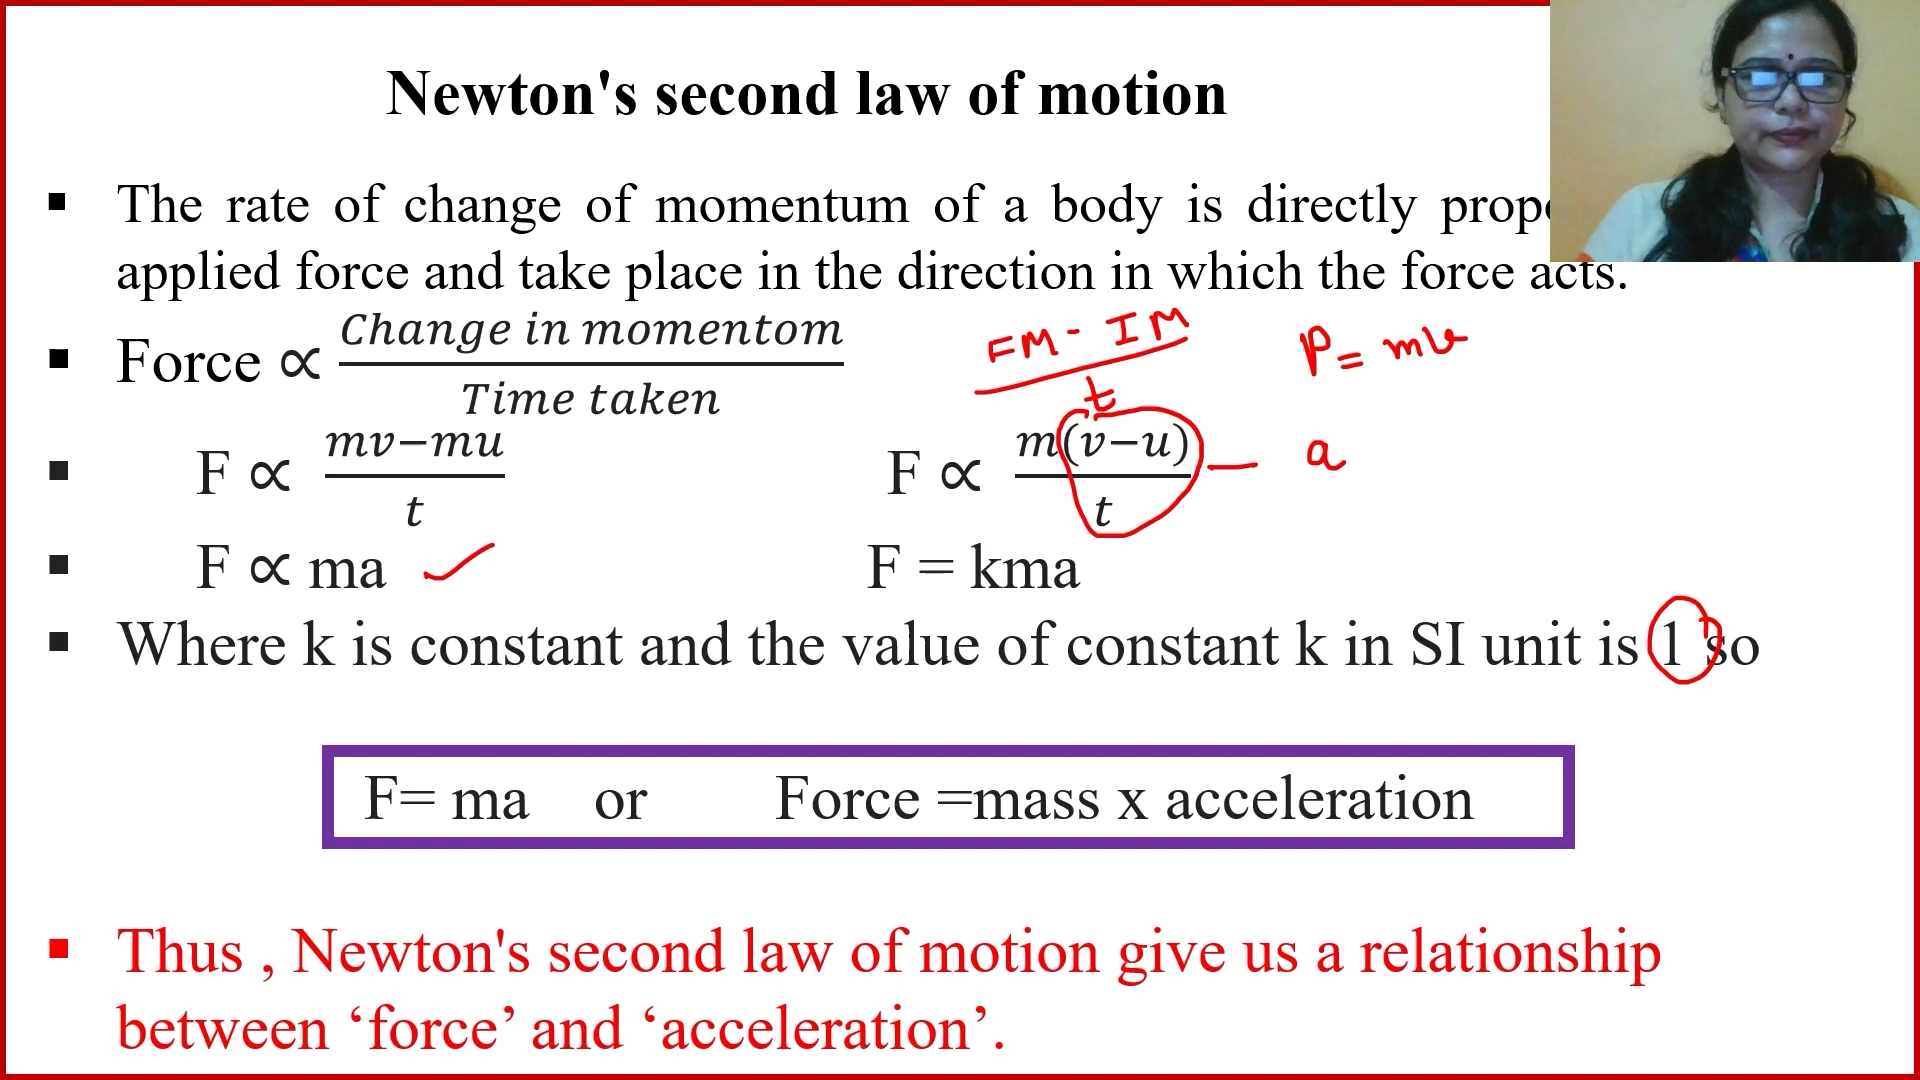 Newton's second law of motion
▪ The rate of change of momentum of a body is directly
applied force and take place in the direction in which the force acts.
▪ Force ∝ Change in momentom / Time taken
FM - IM / t
P = mv
▪ F ∝ mv−mu / t
F ∝ m(v−u) / t — a
▪ F ∝ ma ✓
F = kma
▪ Where k is constant and the value of constant k in SI unit is 1 so
F= ma or Force =mass x acceleration
▪ Thus , Newton's second law of motion give us a relationship
between ‘force’ and ‘acceleration’.